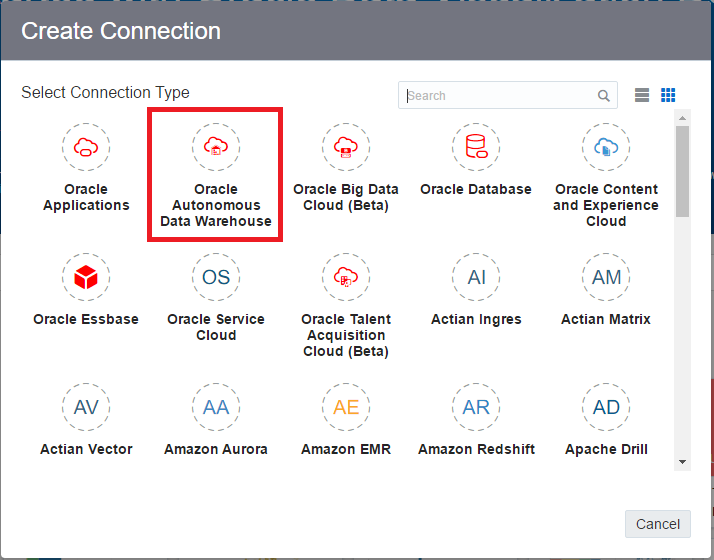 Create Connection
Select Connection Type
Search
Oracle
Applications
Oracle
Autonomous
Data Warehouse
Oracle Big Data
Cloud (Beta)
Oracle Database
Oracle Content
and Experience
Cloud
Oracle Essbase
OS
Oracle Service
Cloud
Oracle Talent
Acquisition
Cloud (Beta)
AI
Actian Ingres
AM
Actian Matrix
AV
Actian Vector
AA
Amazon Aurora
AE
Amazon EMR
AR
Amazon Redshift
AD
Apache Drill
Cancel